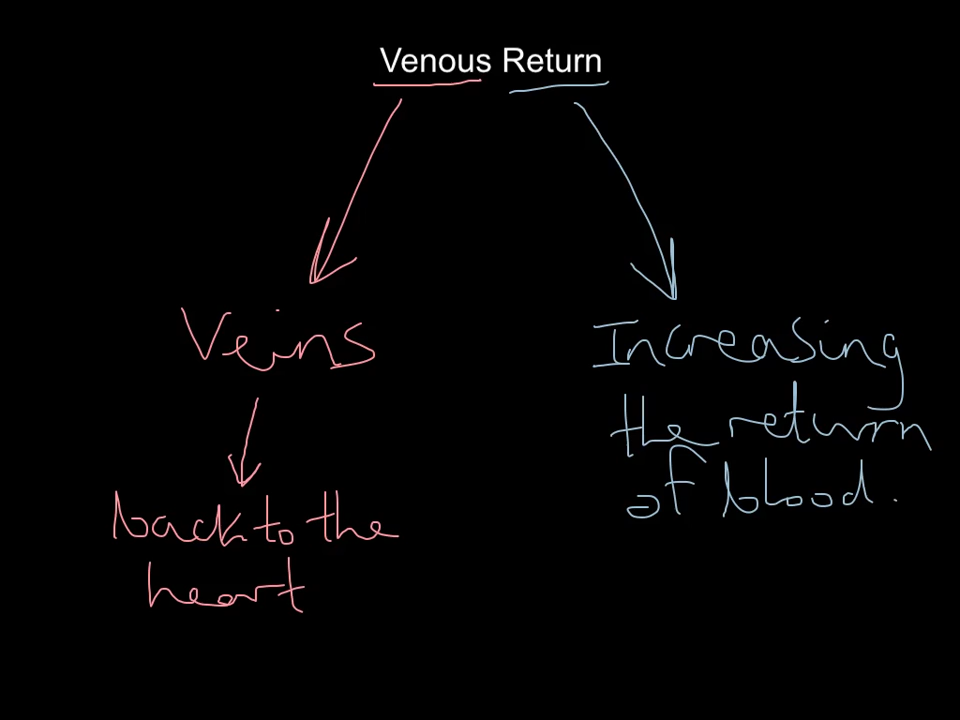 Venous Return
Veins
back to the
heart
Increasing
the return
of blood.